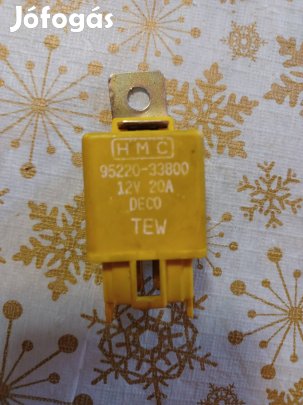 Jófogás
HMC
95220-33800
12V 20A
DECO
TEW